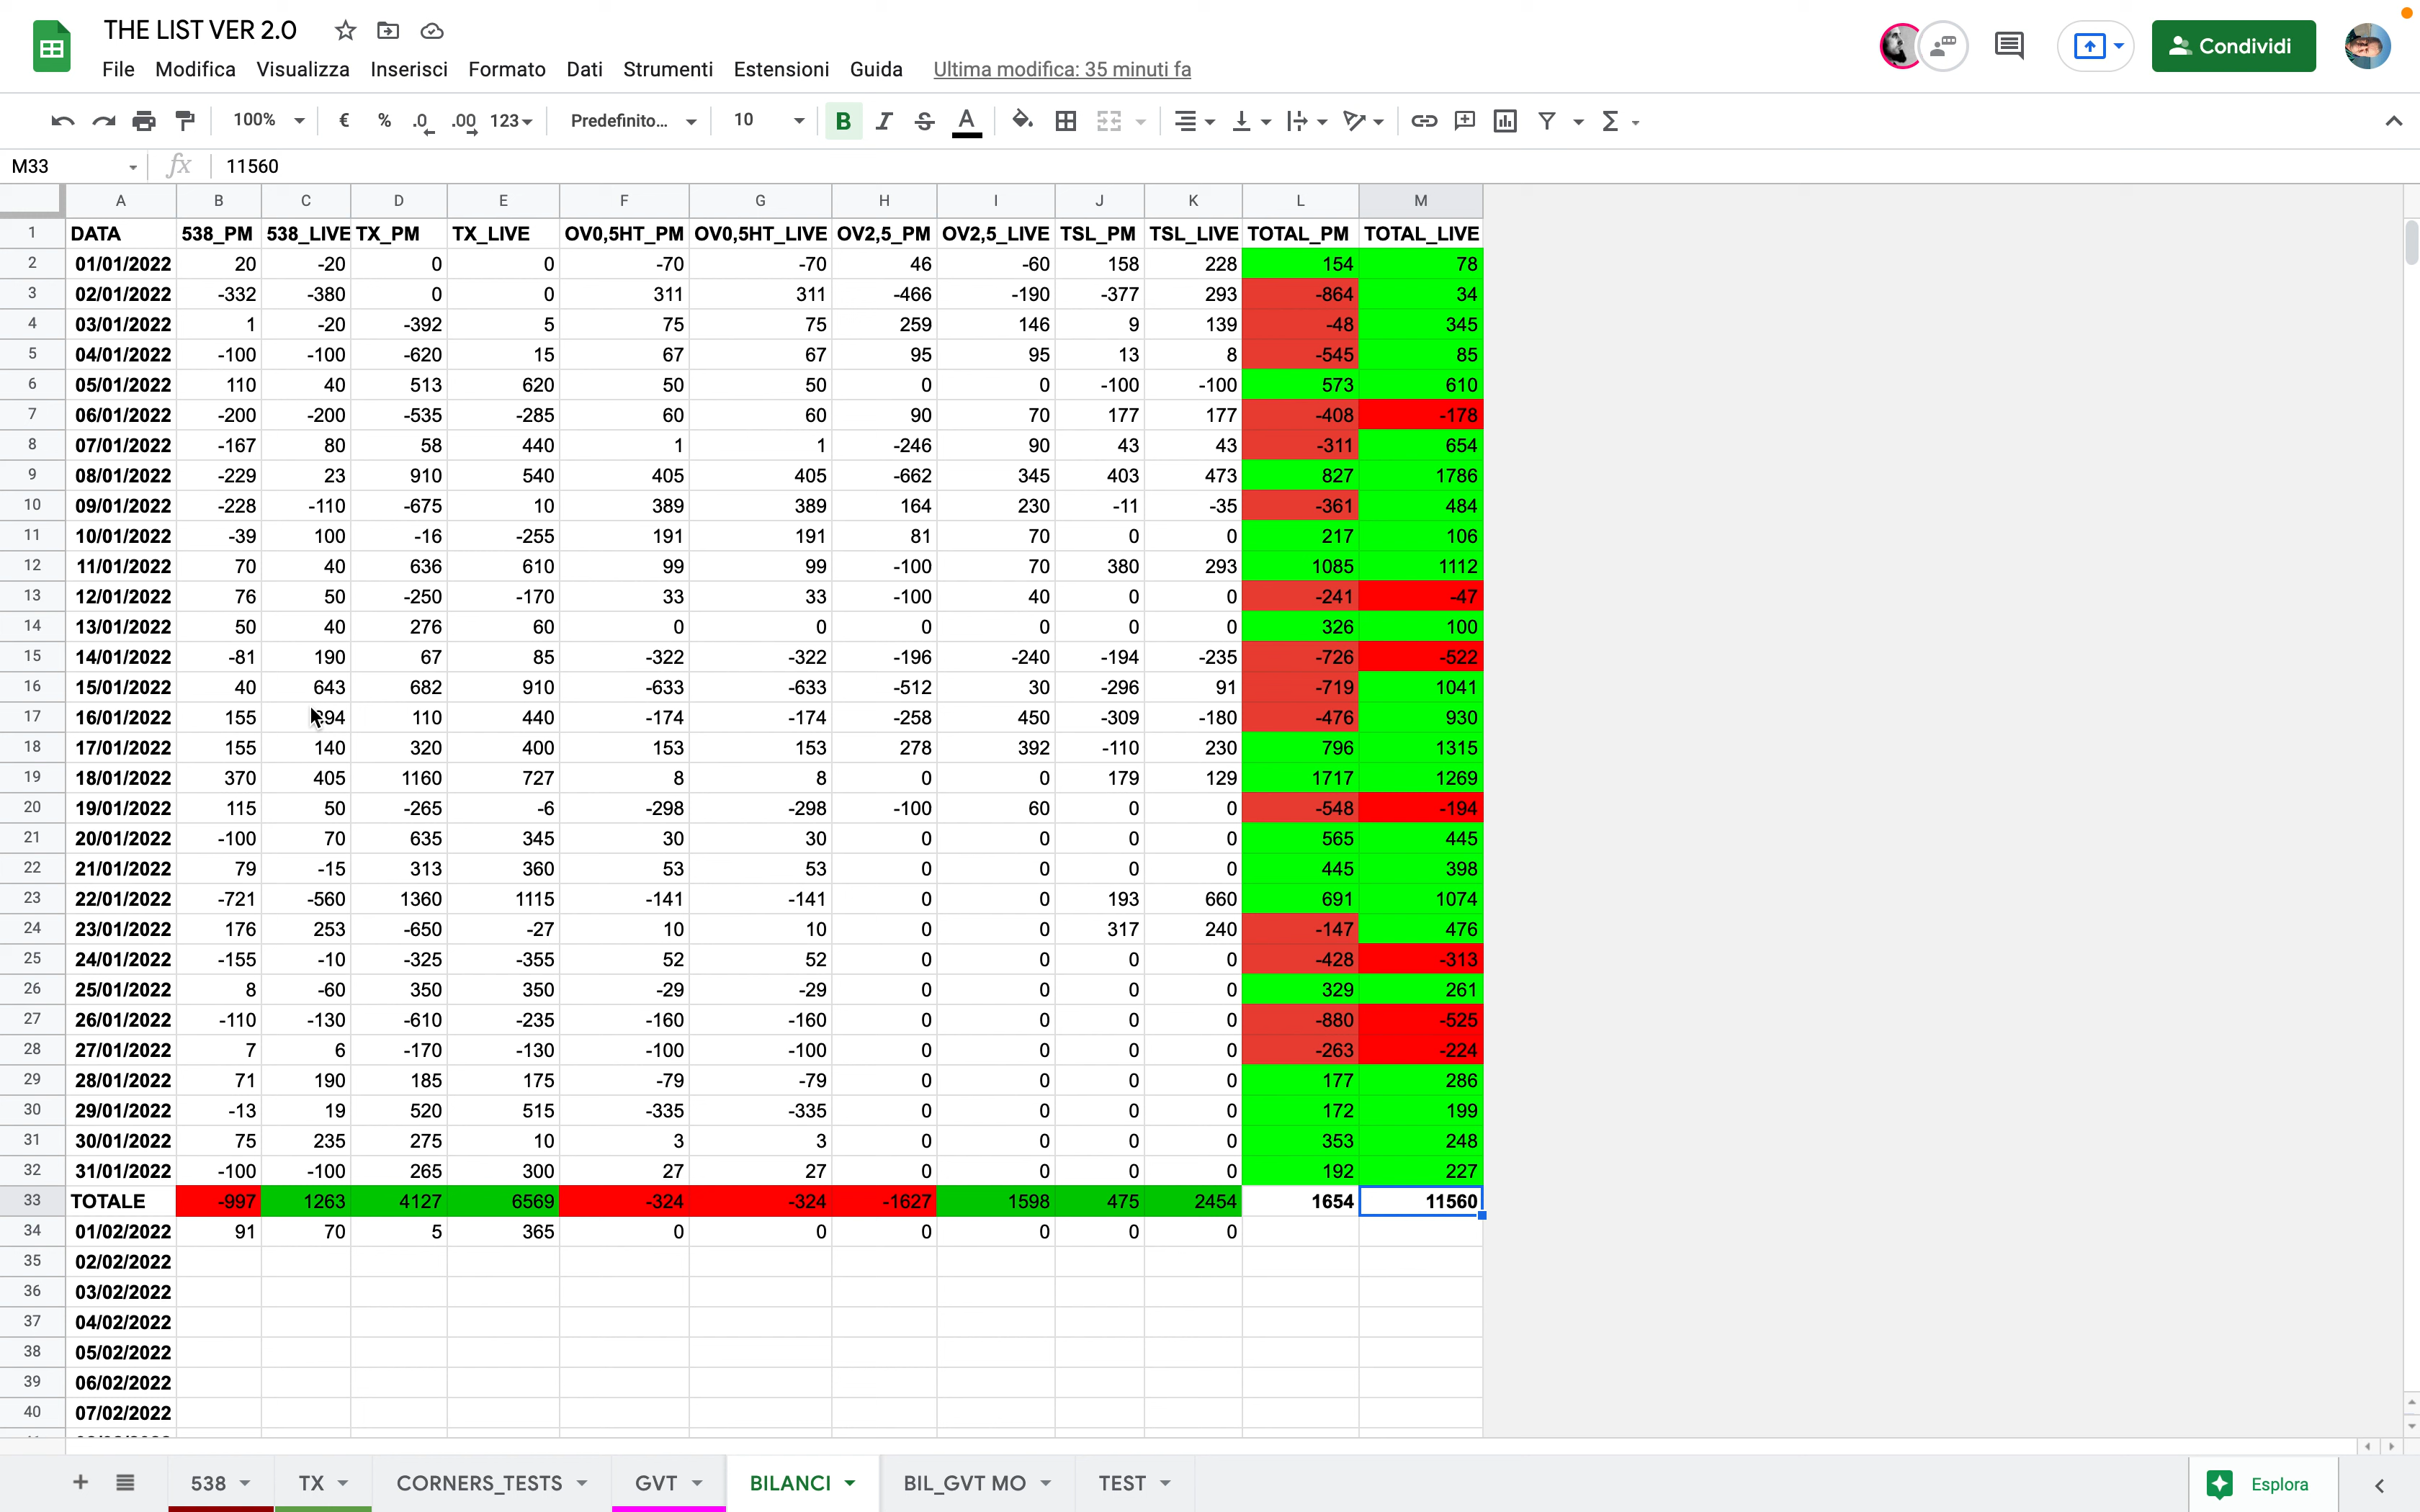 THE LIST VER 2.0
File Modifica Visualizza Inserisci Formato Dati Strumenti Estensioni Guida Ultima modifica: 35 minuti fa
Condividi
100% € % .0 .00 123 Predefinito... 10 B I S A Σ
M33 fx 11560
A B C D E F G H I J K L M
1 DATA 538_PM 538_LIVE TX_PM TX_LIVE OV0,5HT_PM OV0,5HT_LIVE OV2,5_PM OV2,5_LIVE TSL_PM TSL_LIVE TOTAL_PM TOTAL_LIVE
2 01/01/2022 20 -20 0 0 -70 -70 46 -60 158 228 154 78
3 02/01/2022 -332 -380 0 0 311 311 -466 -190 -377 293 -864 34
4 03/01/2022 1 -20 -392 5 75 75 259 146 9 139 -48 345
5 04/01/2022 -100 -100 -620 15 67 67 95 95 13 8 -545 85
6 05/01/2022 110 40 513 620 50 50 0 0 -100 -100 573 610
7 06/01/2022 -200 -200 -535 -285 60 60 90 70 177 177 -408 -178
8 07/01/2022 -167 80 58 440 1 1 -246 90 43 43 -311 654
9 08/01/2022 -229 23 910 540 405 405 -662 345 403 473 827 1786
10 09/01/2022 -228 -110 -675 10 389 389 164 230 -11 -35 -361 484
11 10/01/2022 -39 100 -16 -255 191 191 81 70 0 0 217 106
12 11/01/2022 70 40 636 610 99 99 -100 70 380 293 1085 1112
13 12/01/2022 76 50 -250 -170 33 33 -100 40 0 0 -241 -47
14 13/01/2022 50 40 276 60 0 0 0 0 0 0 326 100
15 14/01/2022 -81 190 67 85 -322 -322 -196 -240 -194 -235 -726 -522
16 15/01/2022 40 643 682 910 -633 -633 -512 30 -296 91 -719 1041
17 16/01/2022 155 110 440 -174 -174 -258 450 -309 -180 -476 930
18 17/01/2022 155 140 320 400 153 153 278 392 -110 230 796 1315
19 18/01/2022 370 405 1160 727 8 8 0 0 179 129 1717 1269
20 19/01/2022 115 50 -265 -6 -298 -298 -100 60 0 0 -548 -194
21 20/01/2022 -100 70 635 345 30 30 0 0 0 0 565 445
22 21/01/2022 79 -15 313 360 53 53 0 0 0 0 445 398
23 22/01/2022 -721 -560 1360 1115 -141 -141 0 0 193 660 691 1074
24 23/01/2022 176 253 -650 -27 10 10 0 0 317 240 -147 476
25 24/01/2022 -155 -10 -325 -355 52 52 0 0 0 0 -428 -313
26 25/01/2022 8 -60 350 350 -29 -29 0 0 0 0 329 261
27 26/01/2022 -110 -130 -610 -235 -160 -160 0 0 0 0 -880 -525
28 27/01/2022 7 6 -170 -130 -100 -100 0 0 0 0 -263 -224
29 28/01/2022 71 190 185 175 -79 -79 0 0 0 0 177 286
30 29/01/2022 -13 19 520 515 -335 -335 0 0 0 0 172 199
31 30/01/2022 75 235 275 10 3 3 0 0 0 0 353 248
32 31/01/2022 -100 -100 265 300 27 27 0 0 0 0 192 227
33 TOTALE -997 1263 4127 6569 -324 -324 -1627 1598 475 2454 1654 11560
34 01/02/2022 91 70 5 365 0 0 0 0 0 0
35 02/02/2022
36 03/02/2022
37 04/02/2022
38 05/02/2022
39 06/02/2022
40 07/02/2022
538 TX CORNERS_TESTS GVT BILANCI BIL_GVT MO TEST Esplora